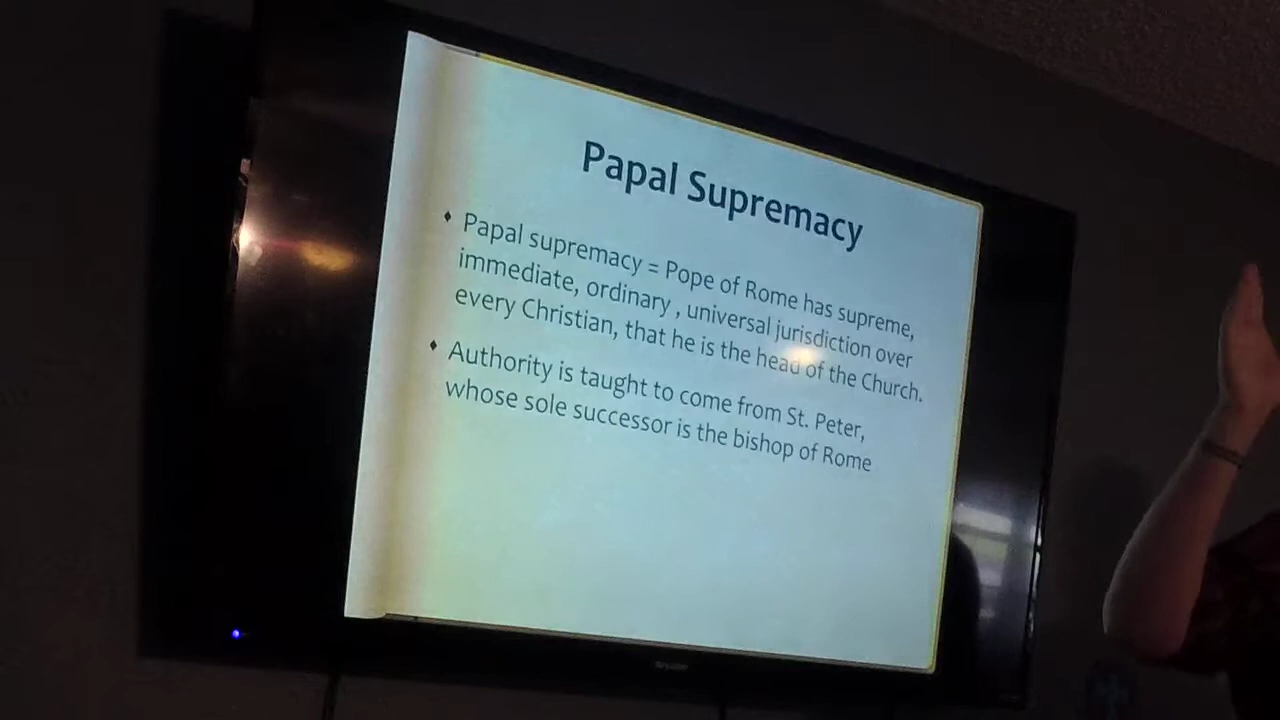 Papal Supremacy
Papal supremacy = Pope of Rome has supreme,
immediate, ordinary , universal jurisdiction over
every Christian, that he is the head of the Church.
Authority is taught to come from St. Peter,
whose sole successor is the bishop of Rome